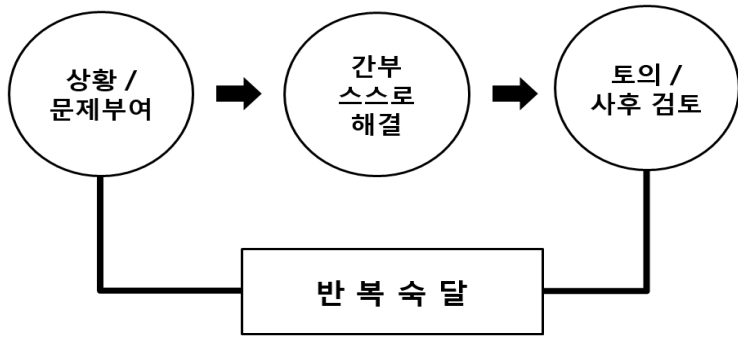 상황 /
문제부여
간부
스스로
해결
토의 /
사후 검토
반 복 숙 달